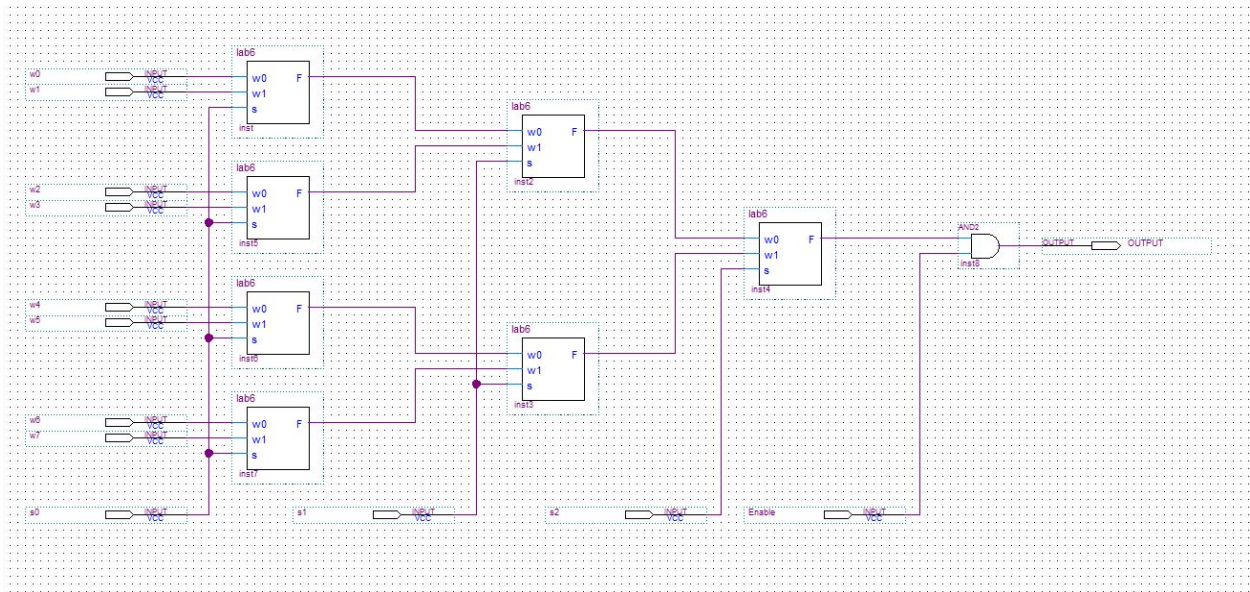 lab6
w0 INPUT VCC
w1 INPUT VCC
w0 F
w1
s
inst
lab6
w0 F
w1
s
inst2
lab6
w2 INPUT VCC
w3 INPUT VCC
w0 F
w1
s
inst5
lab6
w0 F
w1
s
inst4
AND2
inst8
OUTPUT OUTPUT
lab6
w4 INPUT VCC
w5 INPUT VCC
w0 F
w1
s
inst6
lab6
w0 F
w1
s
inst3
lab6
w6 INPUT VCC
w7 INPUT VCC
w0 F
w1
s
inst7
s0 INPUT VCC
s1 INPUT VCC
s2 INPUT VCC
Enable INPUT VCC